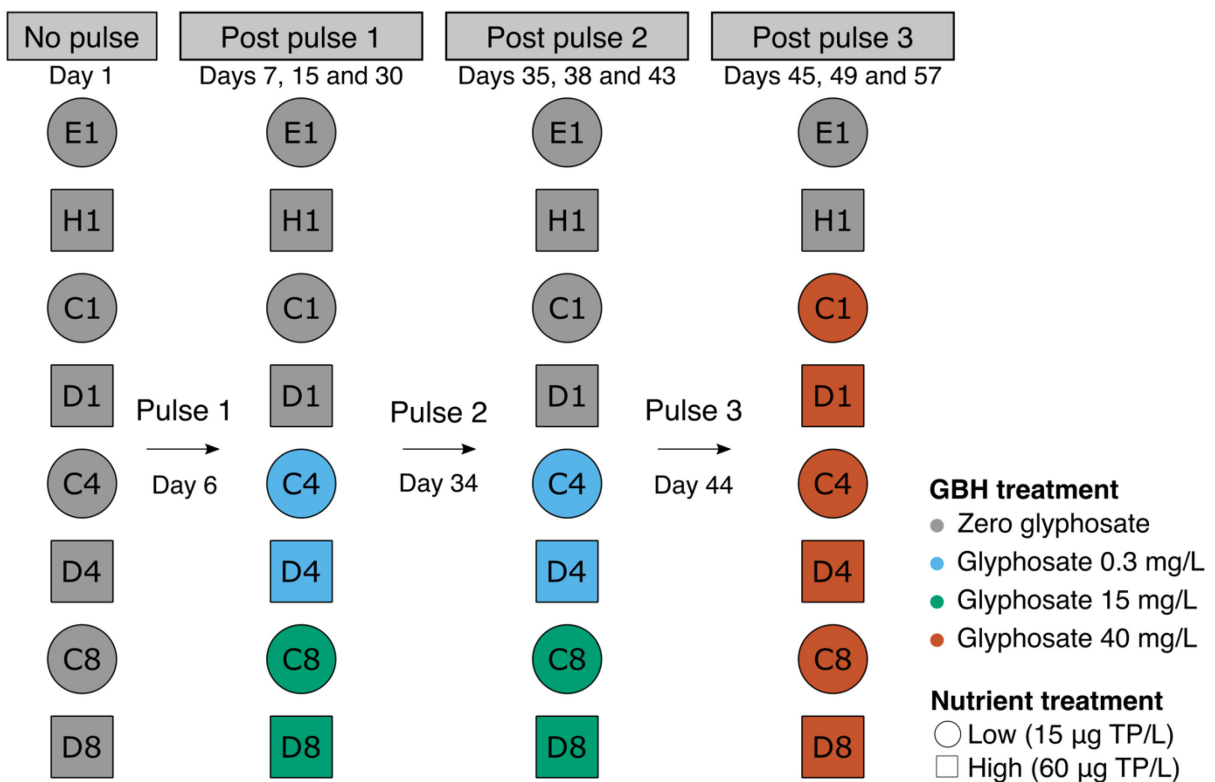 No pulse
Post pulse 1
Post pulse 2
Post pulse 3
Day 1
Days 7, 15 and 30
Days 35, 38 and 43
Days 45, 49 and 57
E1
E1
E1
E1
H1
H1
H1
H1
C1
C1
C1
C1
D1
D1
D1
D1
Pulse 1
Pulse 2
Pulse 3
C4
C4
C4
C4
Day 6
Day 34
Day 44
D4
D4
D4
D4
C8
C8
C8
C8
D8
D8
D8
D8
GBH treatment
Zero glyphosate
Glyphosate 0.3 mg/L
Glyphosate 15 mg/L
Glyphosate 40 mg/L
Nutrient treatment
Low (15 µg TP/L)
High (60 µg TP/L)